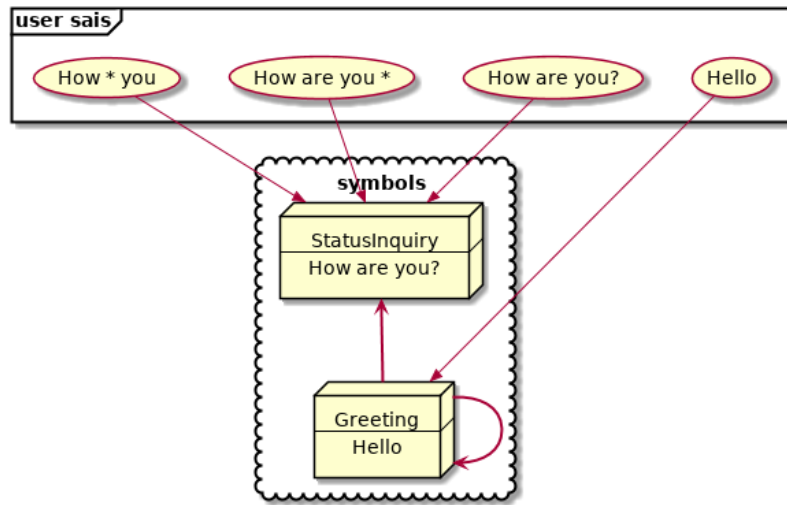 user sais
How * you
How are you *
How are you?
Hello
symbols
StatusInquiry
How are you?
Greeting
Hello